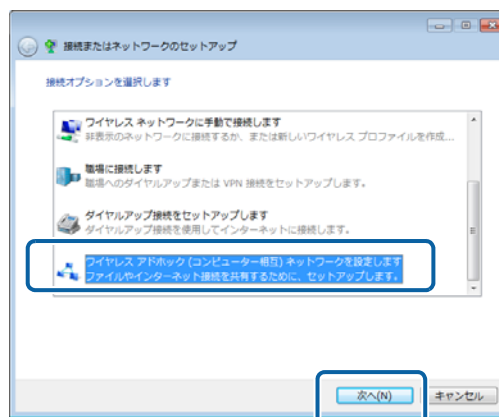 接続またはネットワークのセットアップ
接続オプションを選択します
ワイヤレス ネットワークに手動で接続します
非表示のネットワークに接続するか、または新しいワイヤレス プロファイルを作成...
職場に接続します
職場へのダイヤルアップまたは VPN 接続をセットアップします。
ダイヤルアップ接続をセットアップします
ダイヤルアップ接続を使用してインターネットに接続します。
ワイヤレス アドホック (コンピューター相互) ネットワークを設定します
ファイルやインターネット接続を共有するために、セットアップします。
次へ(N)
キャンセル